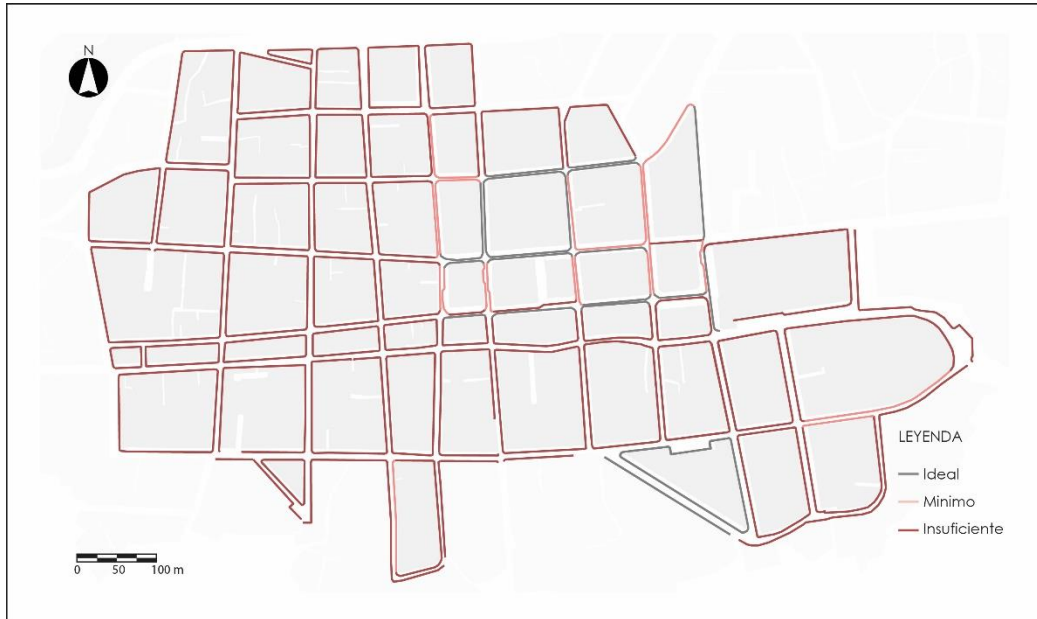 N
LEYENDA
Ideal
Minimo
Insuficiente
0 50 100 m